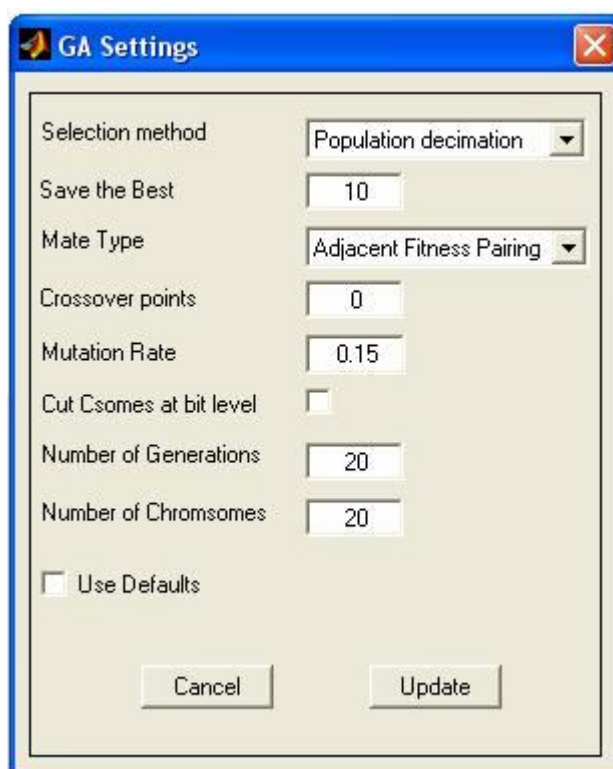 GA Settings
Selection method Population decimation
Save the Best 10
Mate Type Adjacent Fitness Pairing
Crossover points 0
Mutation Rate 0.15
Cut Csomes at bit level
Number of Generations 20
Number of Chromsomes 20
Use Defaults
Cancel Update